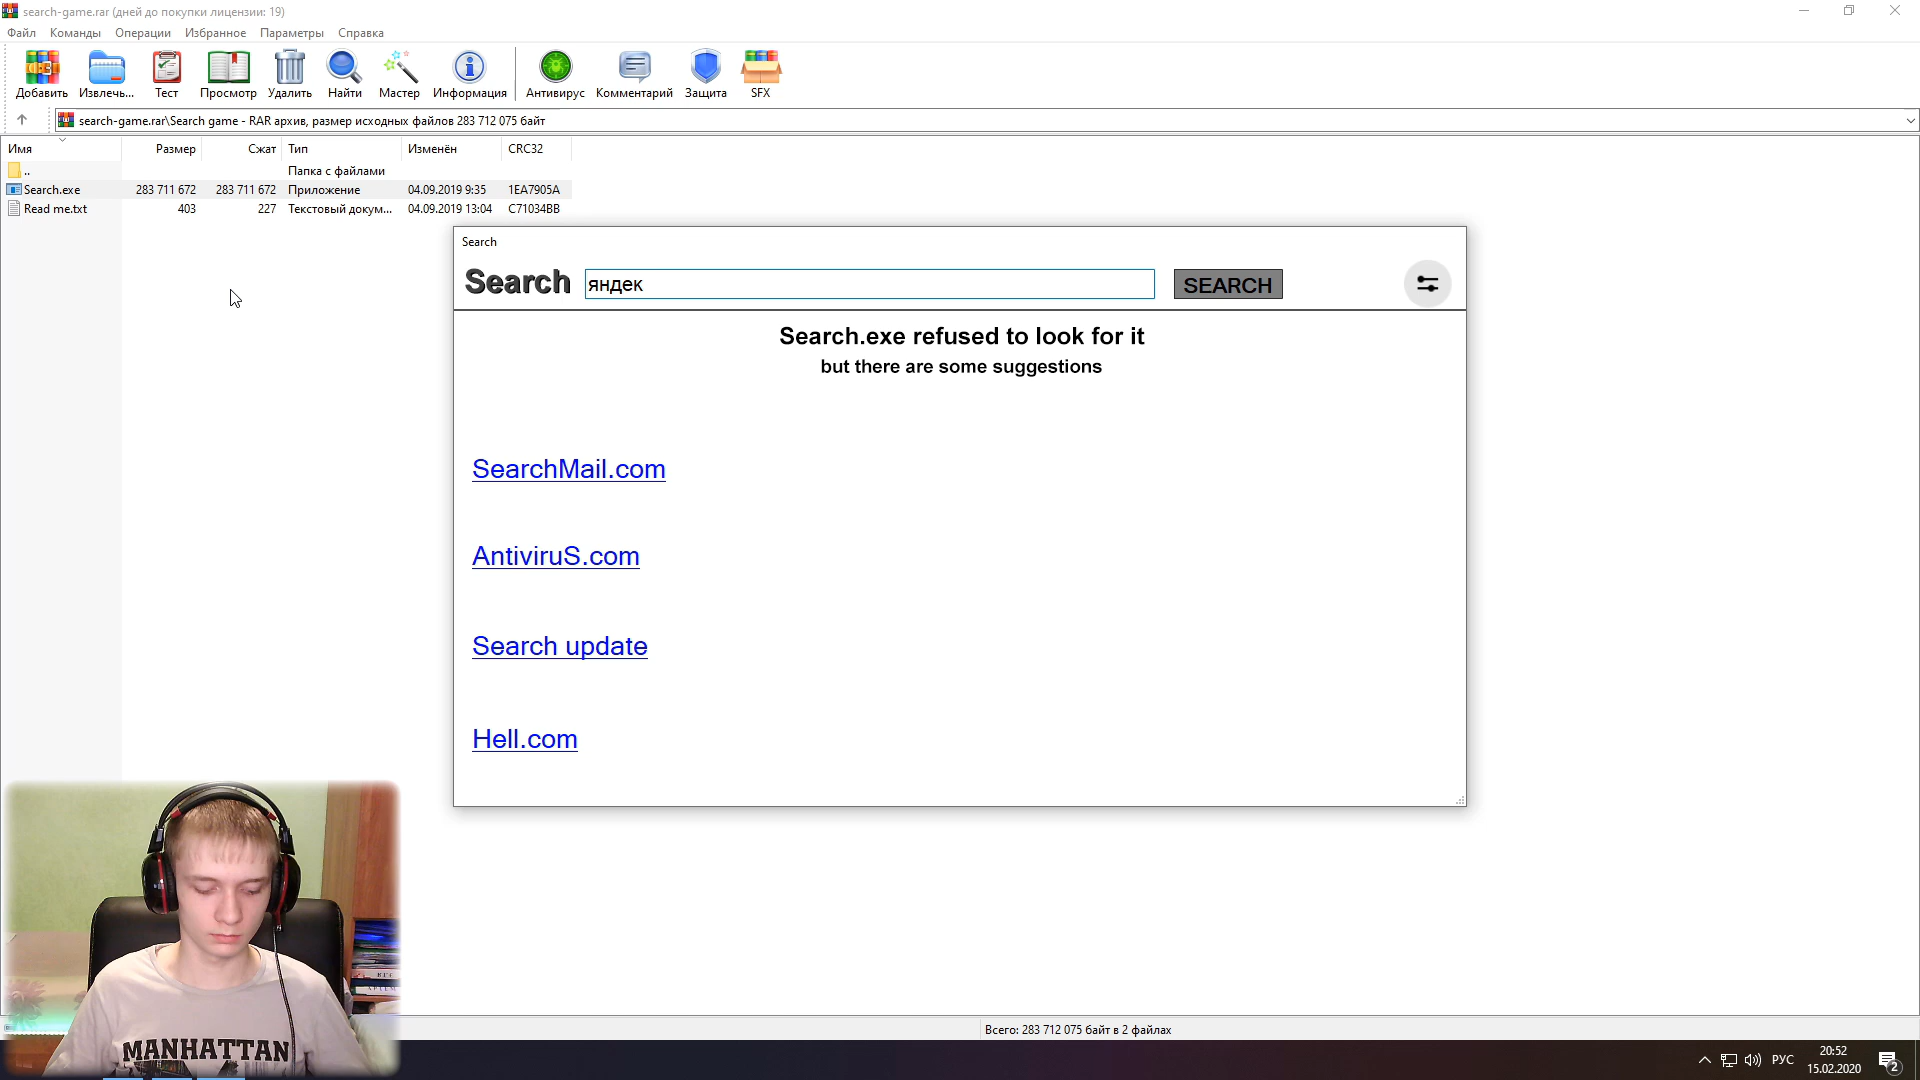 search-game.rar (дней до покупки лицензии: 19)
Файл Команды Операции Избранное Параметры Справка
Добавить Извлечь... Тест Просмотр Удалить Найти Мастер Информация Антивирус Комментарий Защита SFX
search-game.rar\Search game - RAR архив, размер исходных файлов 283 712 075 байт
Имя Размер Сжат Тип Изменён CRC32
.. Папка с файлами
Search.exe 283 711 672 283 711 672 Приложение 04.09.2019 9:35 1EA7905A
Read me.txt 403 227 Текстовый докум... 04.09.2019 13:04 C71034BB
Search
Search яндек SEARCH
Search.exe refused to look for it
but there are some suggestions
SearchMail.com
AntiviruS.com
Search update
Hell.com
MANHATTAN
Всего: 283 712 075 байт в 2 файлах
РУС 20:52
15.02.2020
2